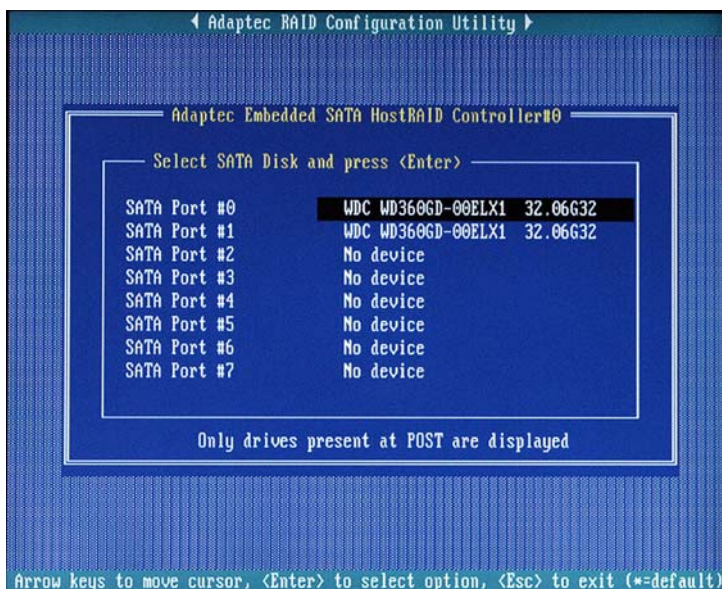 Adaptec RAID Configuration Utility
Adaptec Embedded SATA HostRAID Controller#0
Select SATA Disk and press <Enter>
SATA Port #0 WDC WD360GD-00ELX1 32.06G32
SATA Port #1 WDC WD360GD-00ELX1 32.06G32
SATA Port #2 No device
SATA Port #3 No device
SATA Port #4 No device
SATA Port #5 No device
SATA Port #6 No device
SATA Port #7 No device
Only drives present at POST are displayed
Arrow keys to move cursor, <Enter> to select option, <Esc> to exit (*=default)